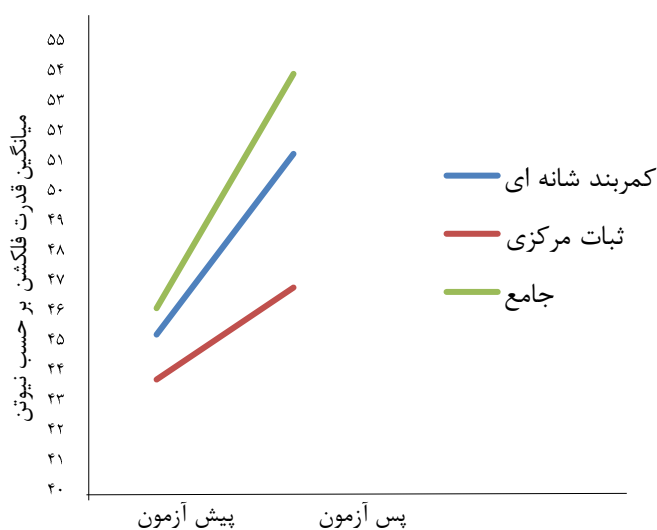 میانگین قدرت فلکشن بر حسب نیوتن
۵۵
۵۴
۵۳
۵۲
۵۱
۵۰
۴۹
۴۸
۴۷
۴۶
۴۵
۴۴
۴۳
۴۲
۴۱
۴۰
پیش آزمون
پس آزمون
کمربند شانه ای
ثبات مرکزی
جامع